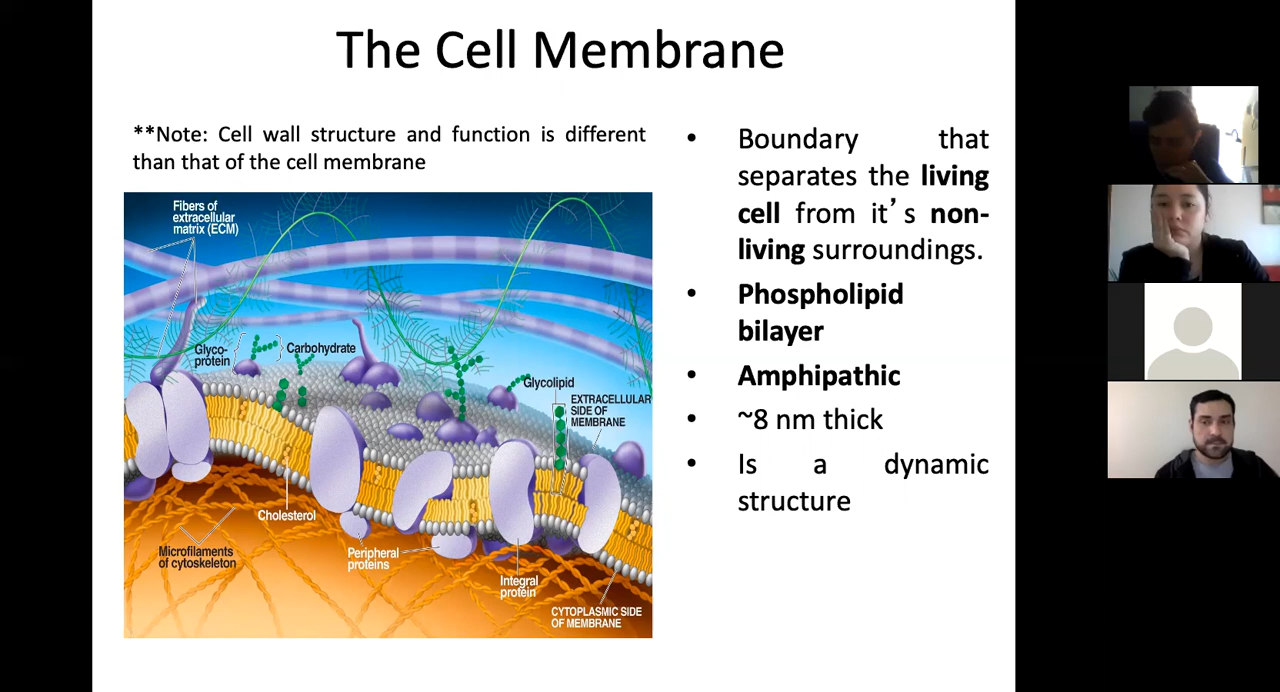 The Cell Membrane
**Note: Cell wall structure and function is different
than that of the cell membrane
Fibers of
extracellular
matrix (ECM)
Glyco-
protein
Carbohydrate
Glycolipid
EXTRACELLULAR
SIDE OF
MEMBRANE
Cholesterol
Microfilaments
of cytoskeleton
Peripheral
proteins
Integral
protein
CYTOPLASMIC SIDE
OF MEMBRANE
• Boundary that
separates the living
cell from it’s non-
living surroundings.
• Phospholipid
bilayer
• Amphipathic
• ~8 nm thick
• Is a dynamic
structure